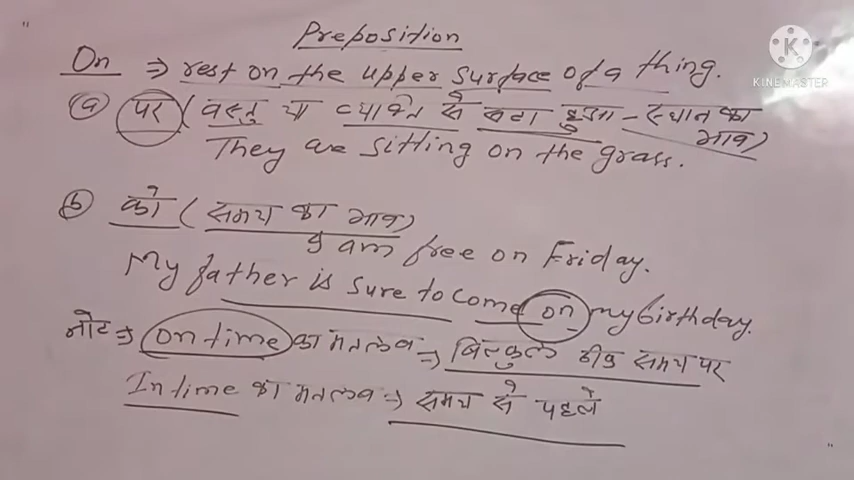 Preposition
On ⇒ rest on the upper surface of a thing.
(a) पर (वस्तु या व्यक्ति से सटा हुआ - स्थान का भाव)
They are sitting on the grass.
(b) को (समय का भाव)
I am free on Friday.
My father is sure to come on my birthday.
नोट ⇒ on time का मतलब ⇒ बिल्कुल ठीक समय पर
In time का मतलब ⇒ समय से पहले
K
KINEMASTER